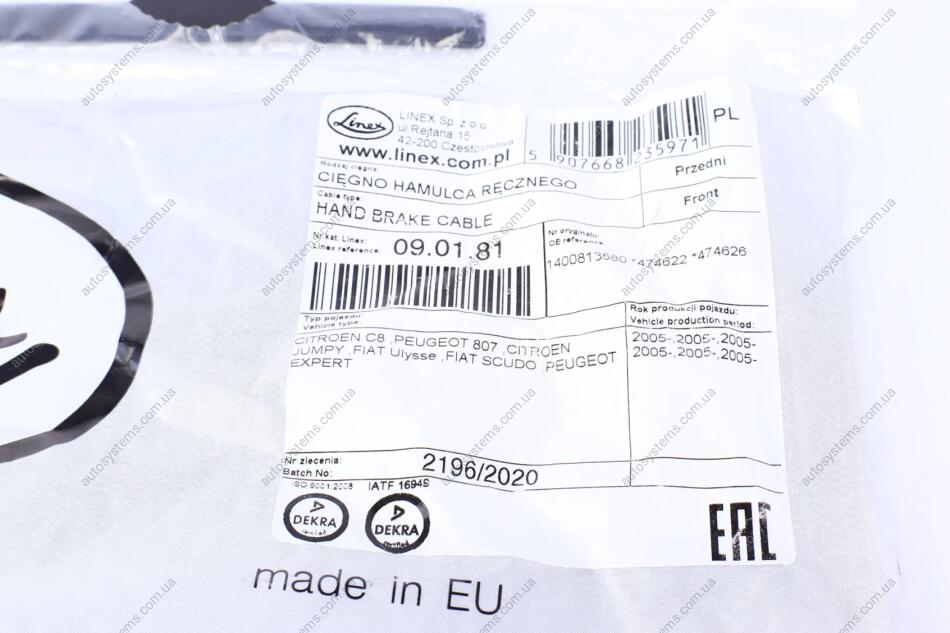 Linex
LINEX Sp. z o.o.
ul.Rejtana 15
42-200 Czestochowa
www.linex.com.pl
5 907668 235971
PL
Rodzaj cięgna:
CIĘGNO HAMULCA RĘCZNEGO
Przedni
Cable type:
HAND BRAKE CABLE
Front
Nr kat. Linex:
Linex reference:
09.01.81
Nr oryginału:
OE reference:
1400813580 *474622 *474626
Typ pojazdu:
Vehicle type:
Rok produkcji pojazdu:
Vehicle production period:
CITROEN C8 ,PEUGEOT 807 ,CITROEN
JUMPY ,FIAT Ulysse ,FIAT SCUDO ,PEUGEOT
EXPERT
2005-,2005-,2005-
2005-,2005-,2005-
Nr zlecenia:
Batch No:
2196/2020
ISO 9001:2008
IATF 16949
DEKRA
certified
DEKRA
certified
EAC
made in EU
autosystems.com.ua